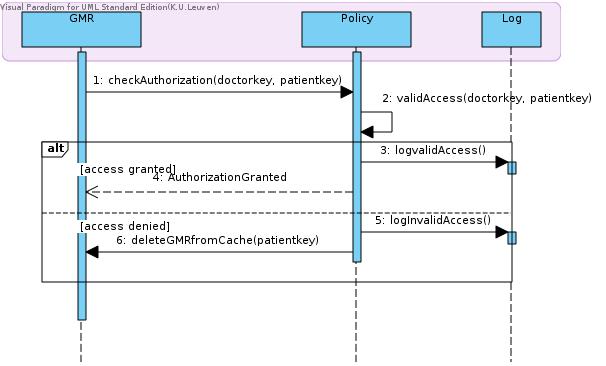 Visual Paradigm for UML Standard Edition(K.U.Leuven)
GMR
Policy
Log
1: checkAuthorization(doctorkey, patientkey)
2: validAccess(doctorkey, patientkey)
alt
3: logvalidAccess()
[access granted]
4: AuthorizationGranted
5: logInvalidAccess()
[access denied]
6: deleteGMRfromCache(patientkey)